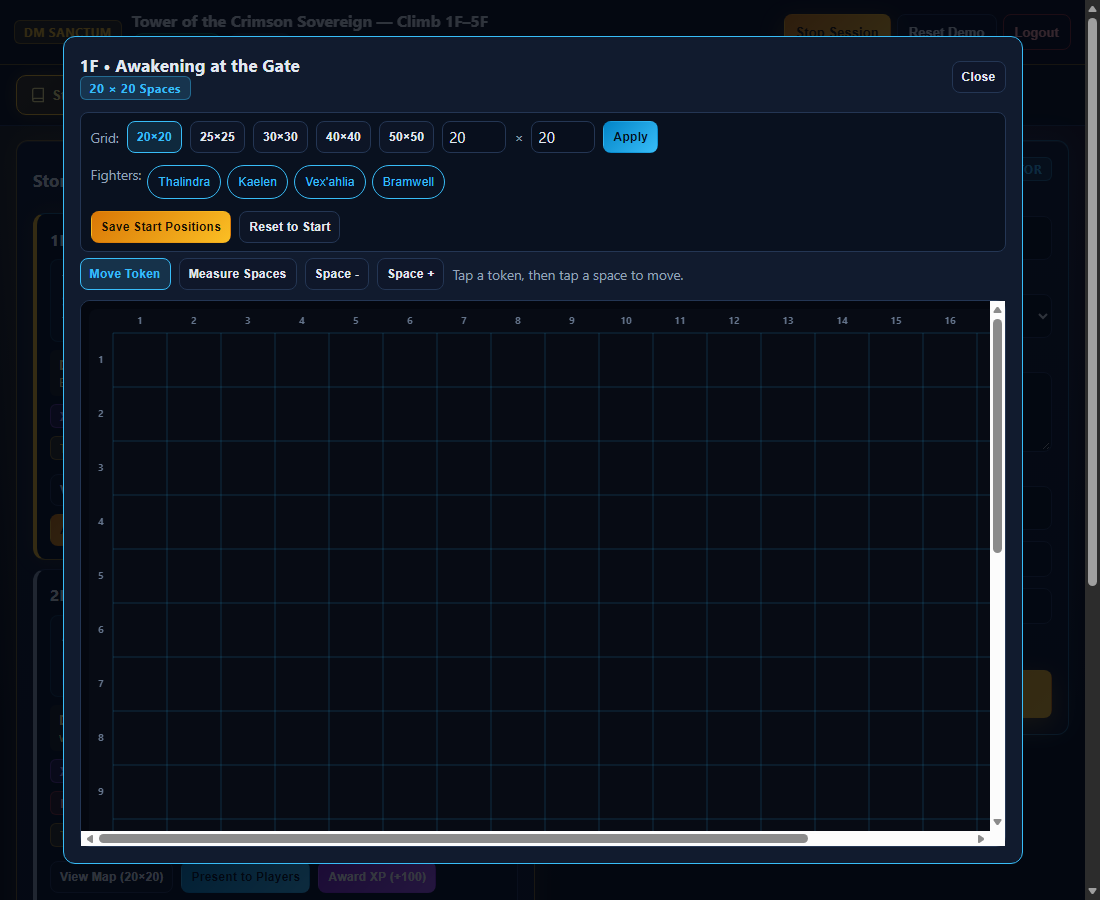 DM SANCTUM
Tower of the Crimson Sovereign — Climb 1F–5F
Stop Session
Reset Demo
Logout
1F • Awakening at the Gate
20 × 20 Spaces
Close
Grid: 20×20 25×25 30×30 40×40 50×50 20 × 20 Apply
Fighters: Thalindra Kaelen Vex'ahlia Bramwell
Save Start Positions Reset to Start
Move Token Measure Spaces Space - Space + Tap a token, then tap a space to move.
1 2 3 4 5 6 7 8 9 10 11 12 13 14 15 16
1
2
3
4
5
6
7
8
9
View Map (20×20) Present to Players Award XP (+100)